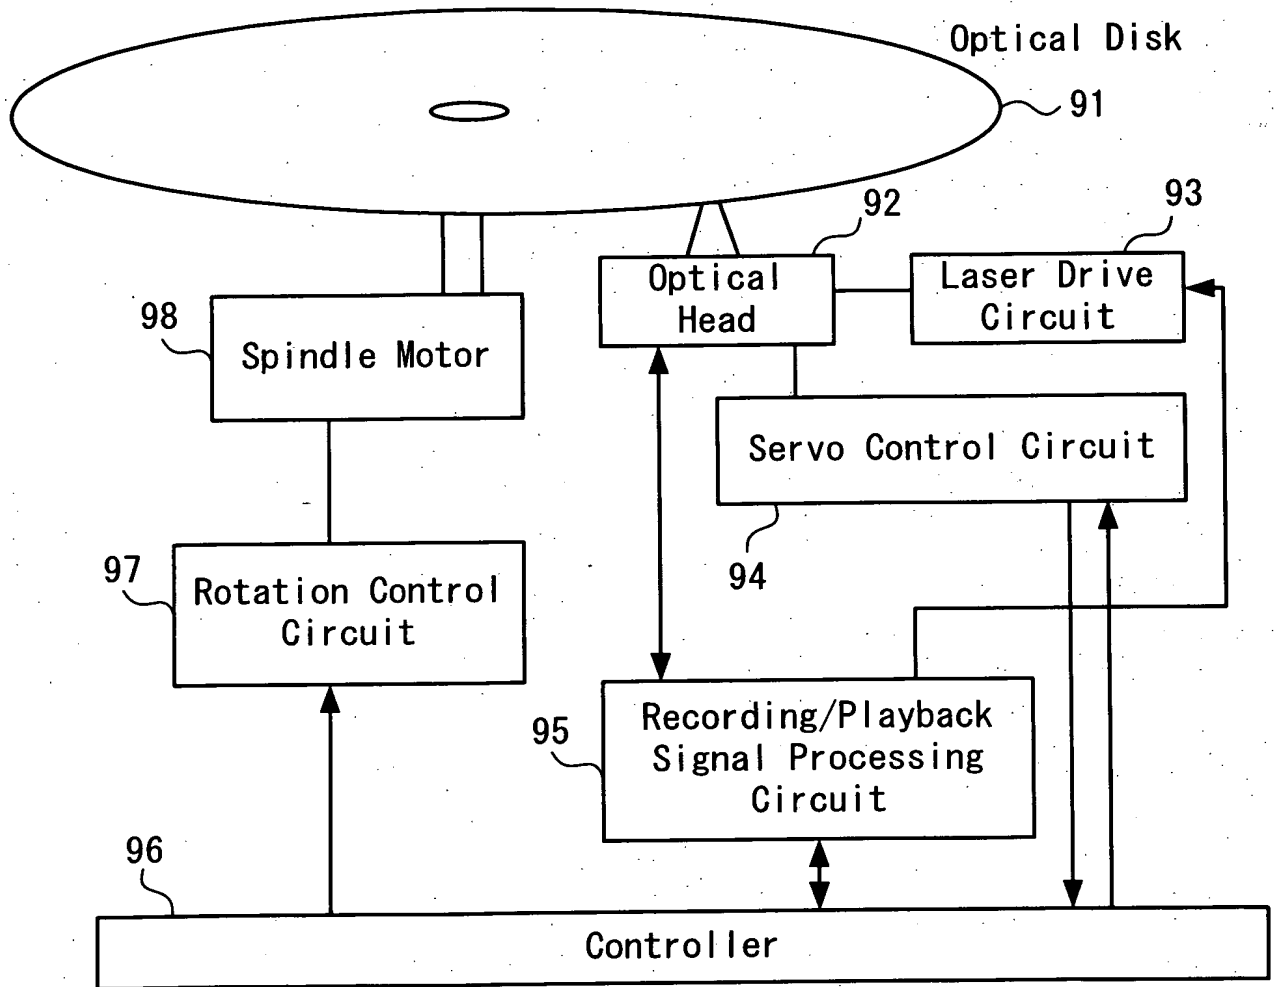 Optical Disk
91
92
93
Optical
Head
Laser Drive
Circuit
98
Spindle Motor
Servo Control Circuit
94
97
Rotation Control
Circuit
95
Recording/Playback
Signal Processing
Circuit
96
Controller